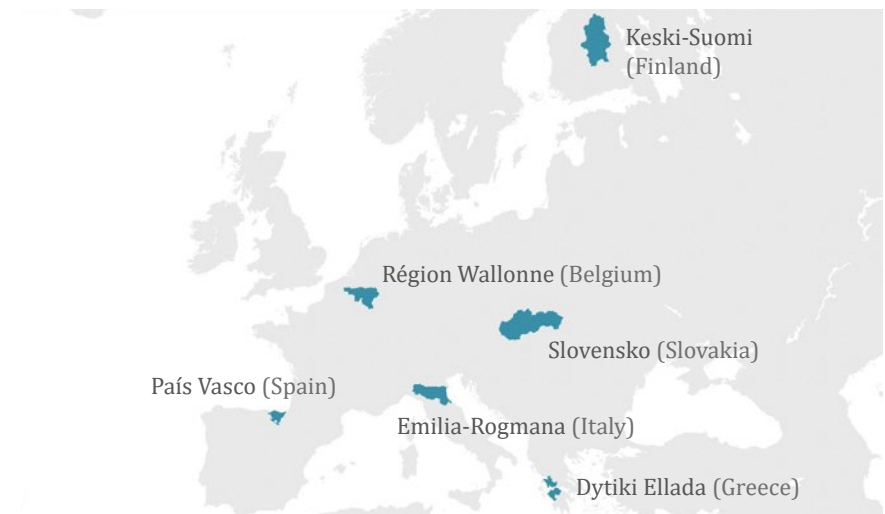 Keski-Suomi
(Finland)
Région Wallonne (Belgium)
Slovensko (Slovakia)
País Vasco (Spain)
Emilia-Rogmana (Italy)
Dytiki Ellada (Greece)